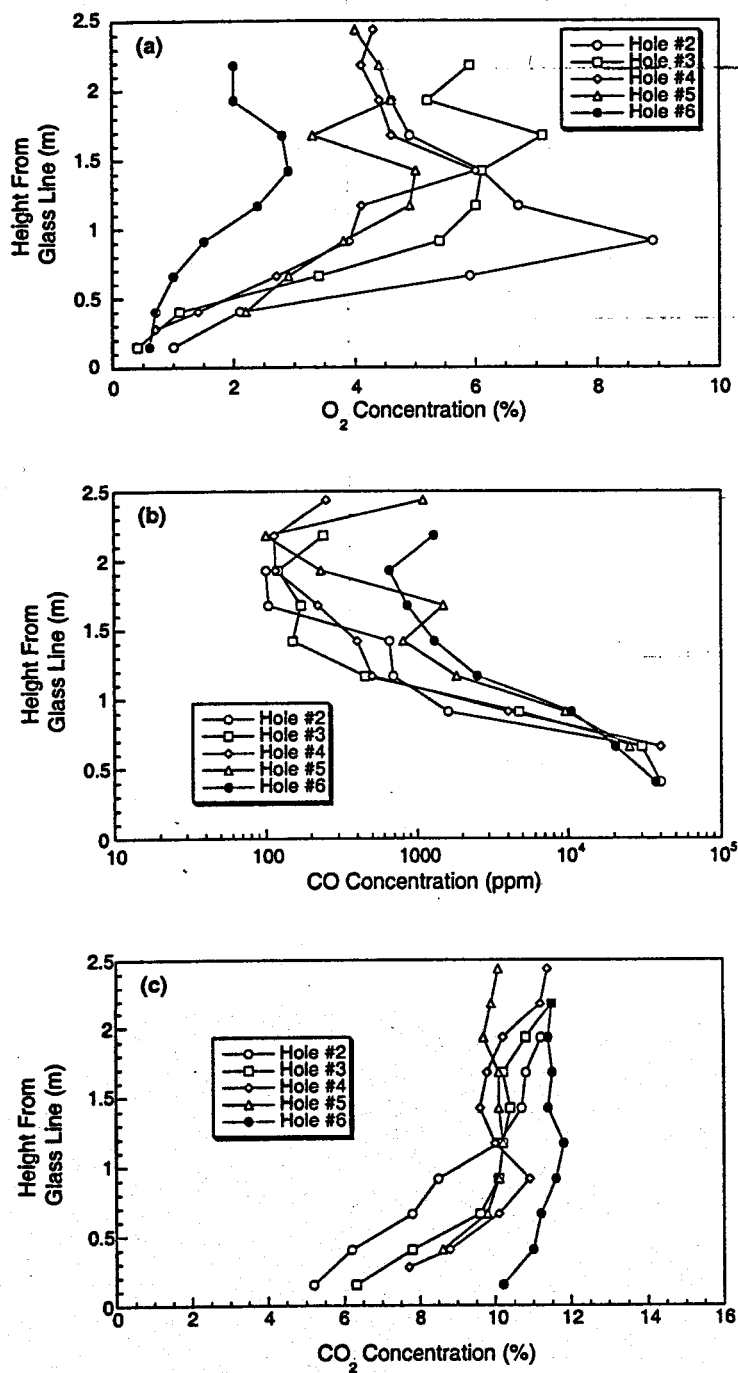 (a)
Hole #2
Hole #3
Hole #4
Hole #5
Hole #6
2.5
2
1.5
1
0.5
0
Height From
Glass Line (m)
0 2 4 6 8 10
O2 Concentration (%)
(b)
Hole #2
Hole #3
Hole #4
Hole #5
Hole #6
2.5
2
1.5
1
0.5
0
Height From
Glass Line (m)
10 100 1000 10^4 10^5
CO Concentration (ppm)
(c)
Hole #2
Hole #3
Hole #4
Hole #5
Hole #6
2.5
2
1.5
1
0.5
0
Height From
Glass Line (m)
0 2 4 6 8 10 12 14 16
CO2 Concentration (%)